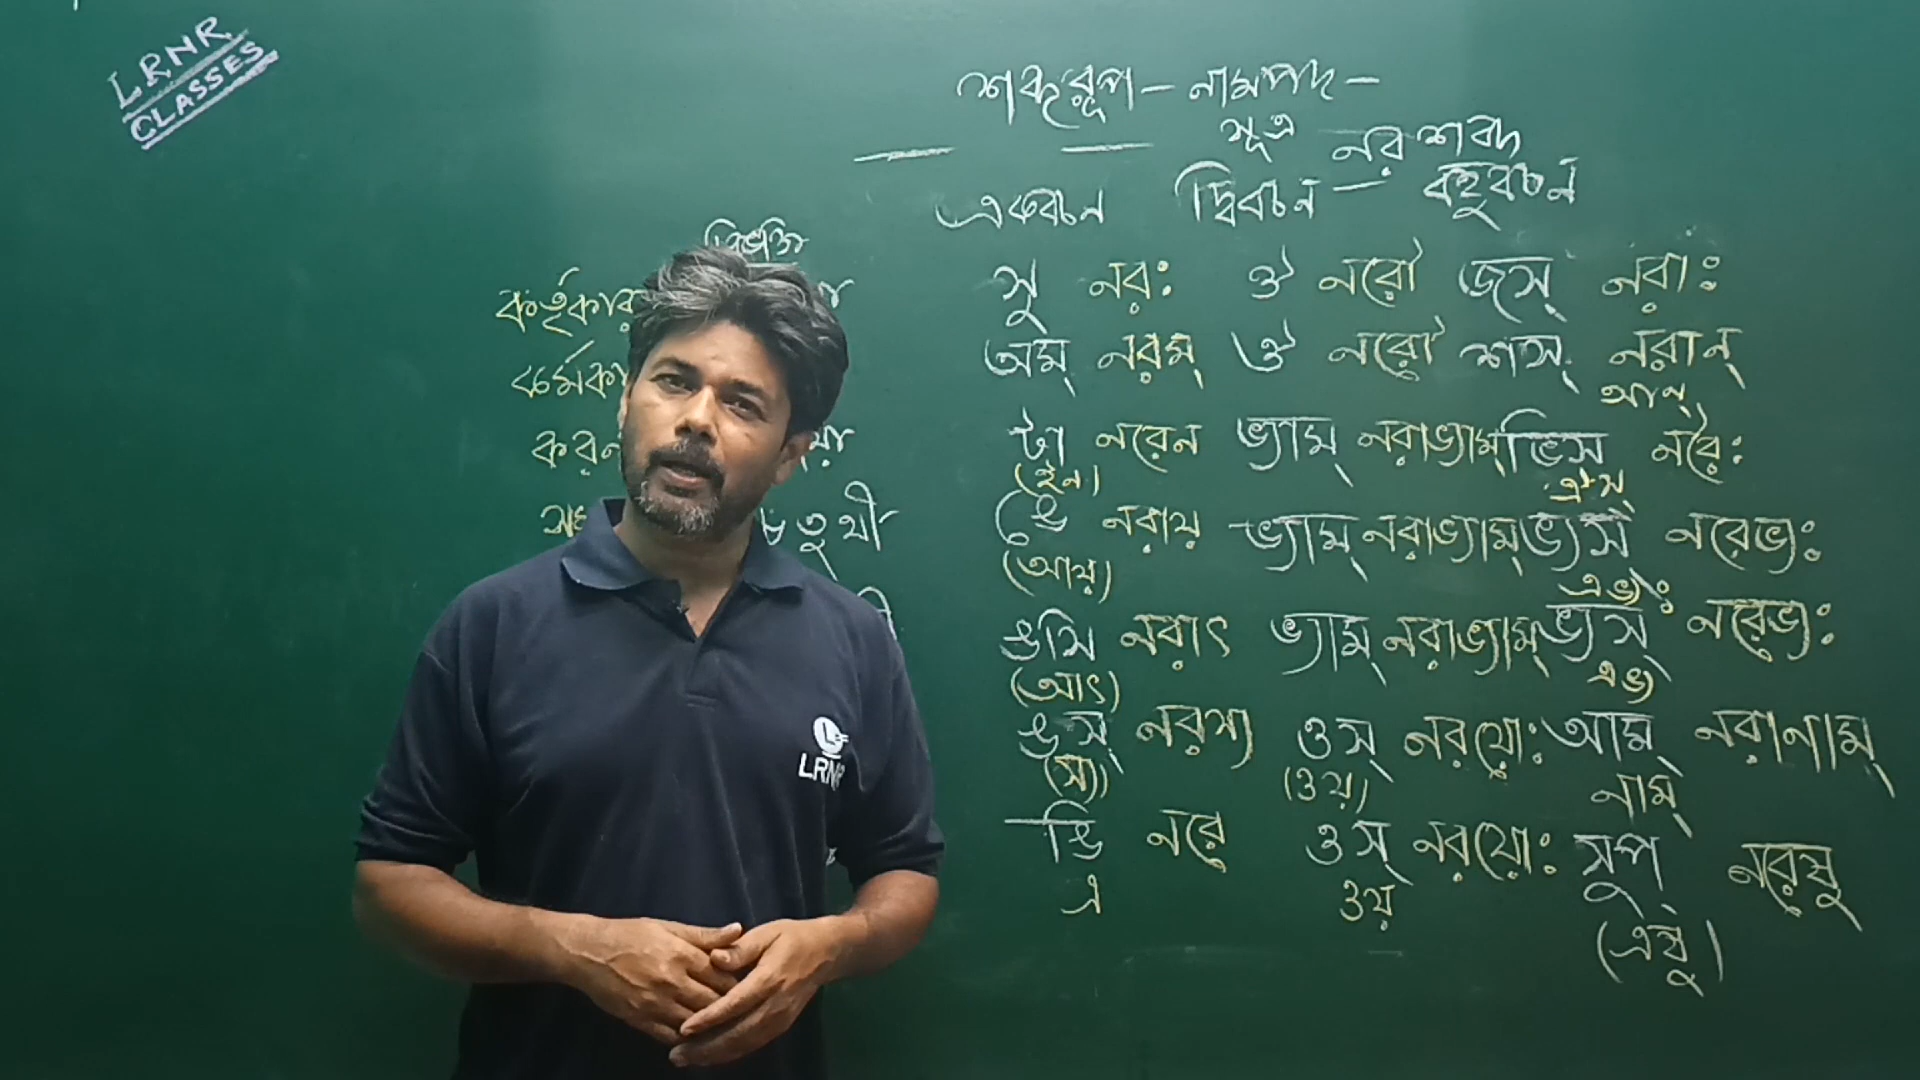 LRNR
CLASSES
শব্দরূপ - নামপদ -
সূত্র নর শব্দ
একবচন দ্বিবচন বহুবচন
বিভক্তি
কর্তৃকার
সু নরঃ ঔ নরৌ জস্ নরাঃ
কর্মকা
অম্ নরম্ ঔ নরৌ শস্ নরান্
আন্
করন য়া
টা নরেন ভ্যাম্ নরাভ্যাম্ ভিস নরৈঃ
(ইন) ঐস্
চতুর্থী
ঙে নরায় ভ্যাম্ নরাভ্যাম্ ভ্যস নরেভ্যঃ
(আয়) এভ্যঃ
ঙসি নরাৎ ভ্যাম্ নরাভ্যাম্ ভ্যস্ নরেভ্যঃ
(আৎ) এভ্য
ঙস্ নরস্য ওস্ নরয়োঃ আম্ নরানাম্
(স্য) (ওয়) নাম্
ঙি নরে ওস্ নরয়োঃ সুপ্ নরেষু
এ ওয় (এষু)
LRNR